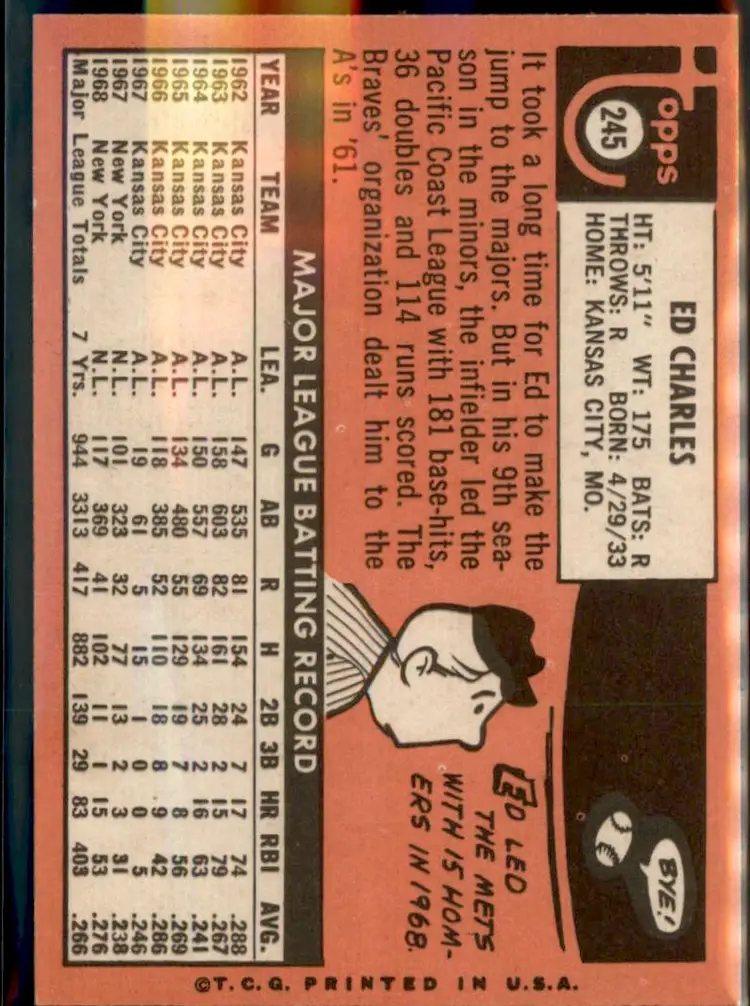 Topps
245
ED CHARLES
HT: 5'11" WT: 175 BATS: R
THROWS: R BORN: 4/29/33
HOME: KANSAS CITY, MO.
It took a long time for Ed to make the
jump to the majors. But in his 9th sea-
son in the minors, the infielder led the
Pacific Coast League with 181 base-hits,
36 doubles and 114 runs scored. The
Braves' organization dealt him to the
A's in '61.
BYE!
ED LED
THE METS
WITH 15 HOM-
ERS IN 1968.
MAJOR LEAGUE BATTING RECORD
YEAR TEAM LEA. G AB R H 2B 3B HR RBI AVG.
1962 Kansas City A.L. 147 535 81 154 24 7 17 74 .288
1963 Kansas City A.L. 158 603 82 161 28 2 15 79 .267
1964 Kansas City A.L. 150 557 69 134 25 2 16 63 .241
1965 Kansas City A.L. 134 480 55 129 19 7 8 56 .269
1966 Kansas City A.L. 118 385 52 110 18 8 9 42 .286
1967 Kansas City A.L. 19 61 5 15 1 0 0 5 .246
1967 New York N.L. 101 323 32 77 13 2 3 31 .238
1968 New York N.L. 117 369 41 102 11 1 15 53 .276
Major League Totals 7 Yrs. 944 3313 417 882 139 29 83 403 .266
©T.C.G. PRINTED IN U.S.A.